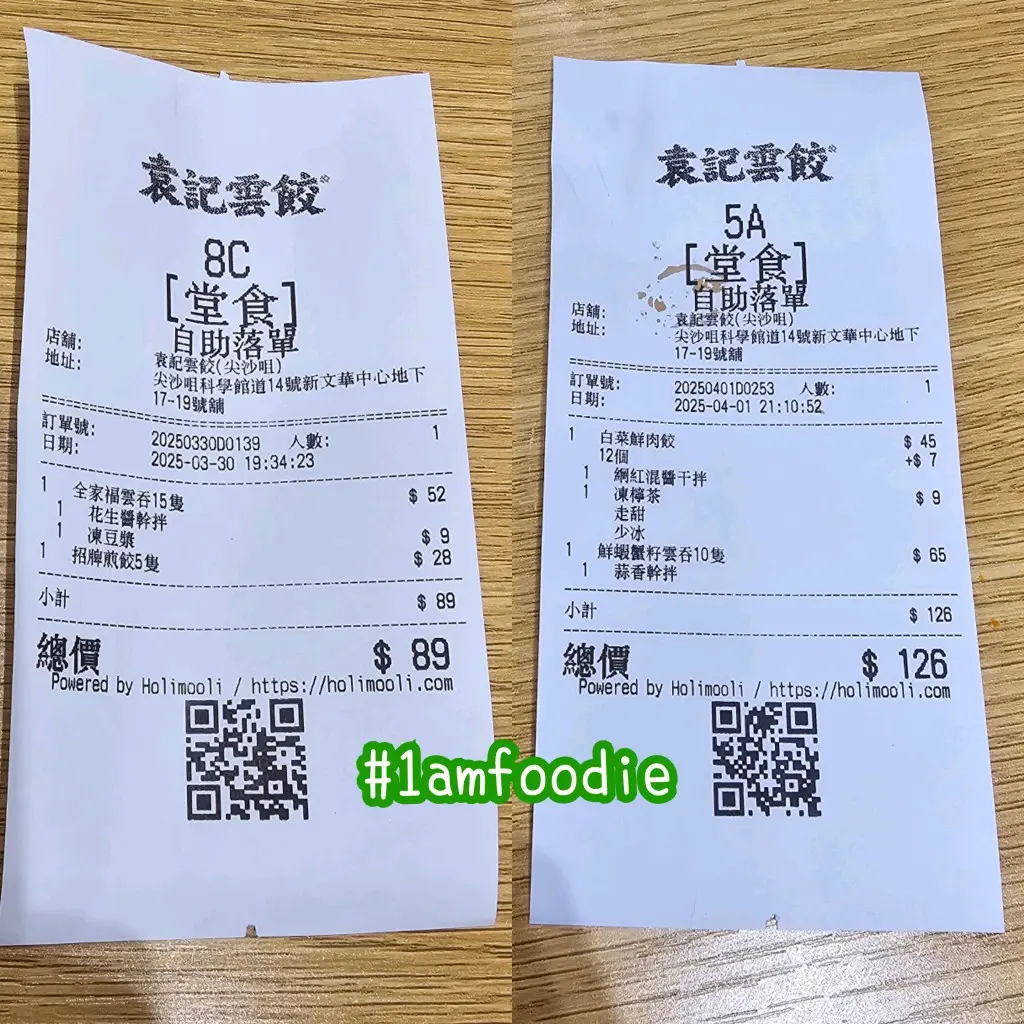 袁記雲餃
8C
[堂食]
自助落單
店舖: 袁記雲餃(尖沙咀)
地址: 尖沙咀科學館道14號新文華中心地下
17-19號舖
訂單號: 20250330D0139 人數: 1
日期: 2025-03-30 19:34:23
1 全家福雲吞15隻 $ 52
1 花生醬幹拌
1 凍豆漿 $ 9
1 招牌煎餃5隻 $ 28
小計 $ 89
總價 $ 89
Powered by Holimooli / https://holimooli.com
袁記雲餃
5A
[堂食]
自助落單
店舖: 袁記雲餃(尖沙咀)
地址: 尖沙咀科學館道14號新文華中心地下
17-19號舖
訂單號: 20250401D0253 人數: 1
日期: 2025-04-01 21:10:52
1 白菜鮮肉餃 $ 45
12個 +$ 7
1 網紅混醬干拌
1 凍檸茶 $ 9
走甜
少冰
1 鮮蝦蟹籽雲吞10隻 $ 65
1 蒜香幹拌
小計 $ 126
總價 $ 126
Powered by Holimooli / https://holimooli.com
#1amfoodie